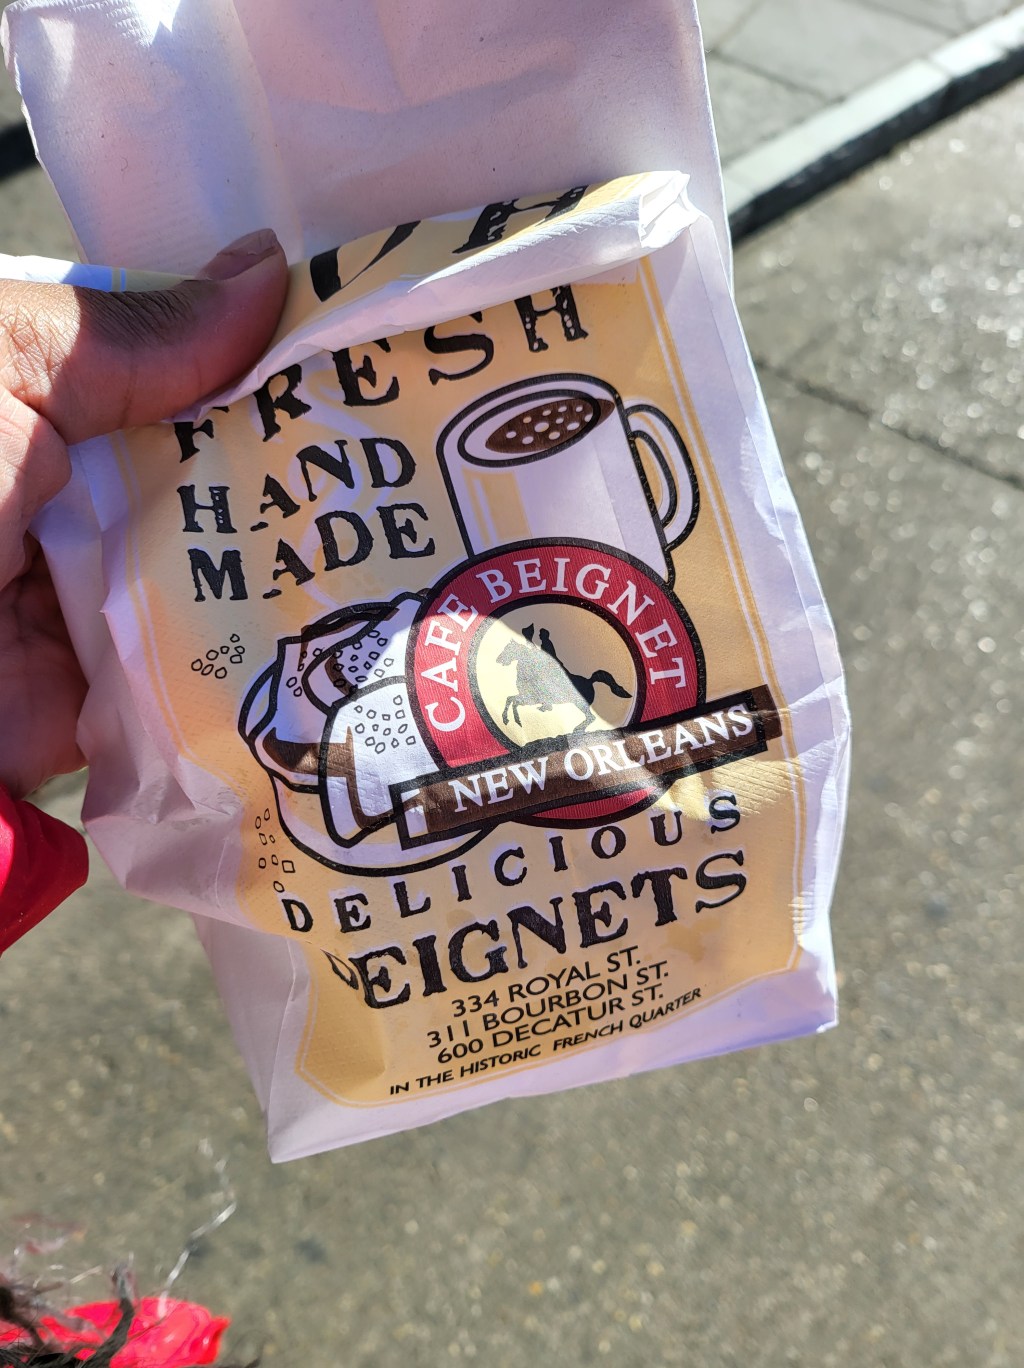 FRESH
HAND
MADE
CAFE BEIGNET
NEW ORLEANS
DELICIOUS
BEIGNETS
334 ROYAL ST.
311 BOURBON ST.
600 DECATUR ST.
IN THE HISTORIC FRENCH QUARTER